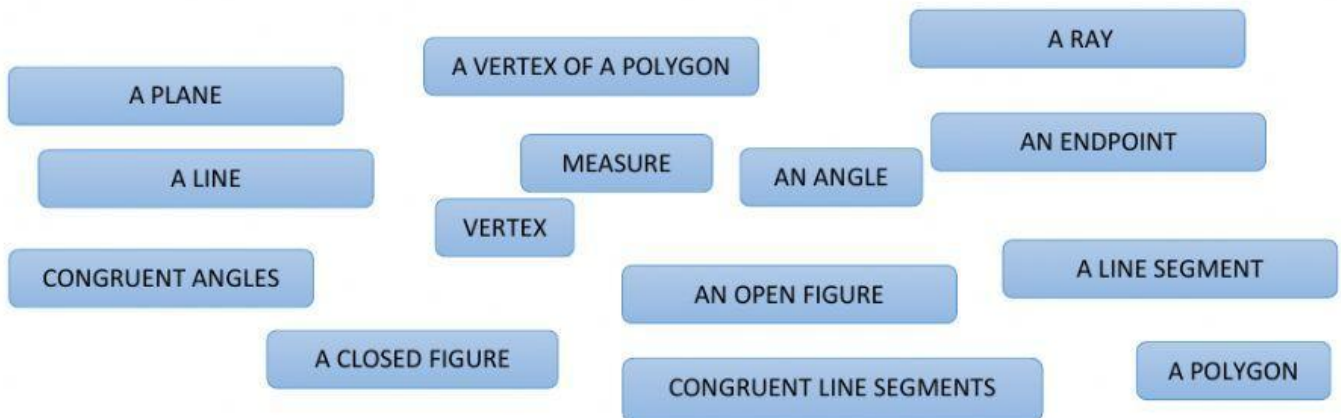 A RAY
A VERTEX OF A POLYGON
A PLANE
AN ENDPOINT
MEASURE
AN ANGLE
A LINE
VERTEX
A LINE SEGMENT
CONGRUENT ANGLES
AN OPEN FIGURE
A CLOSED FIGURE
A POLYGON
CONGRUENT LINE SEGMENTS